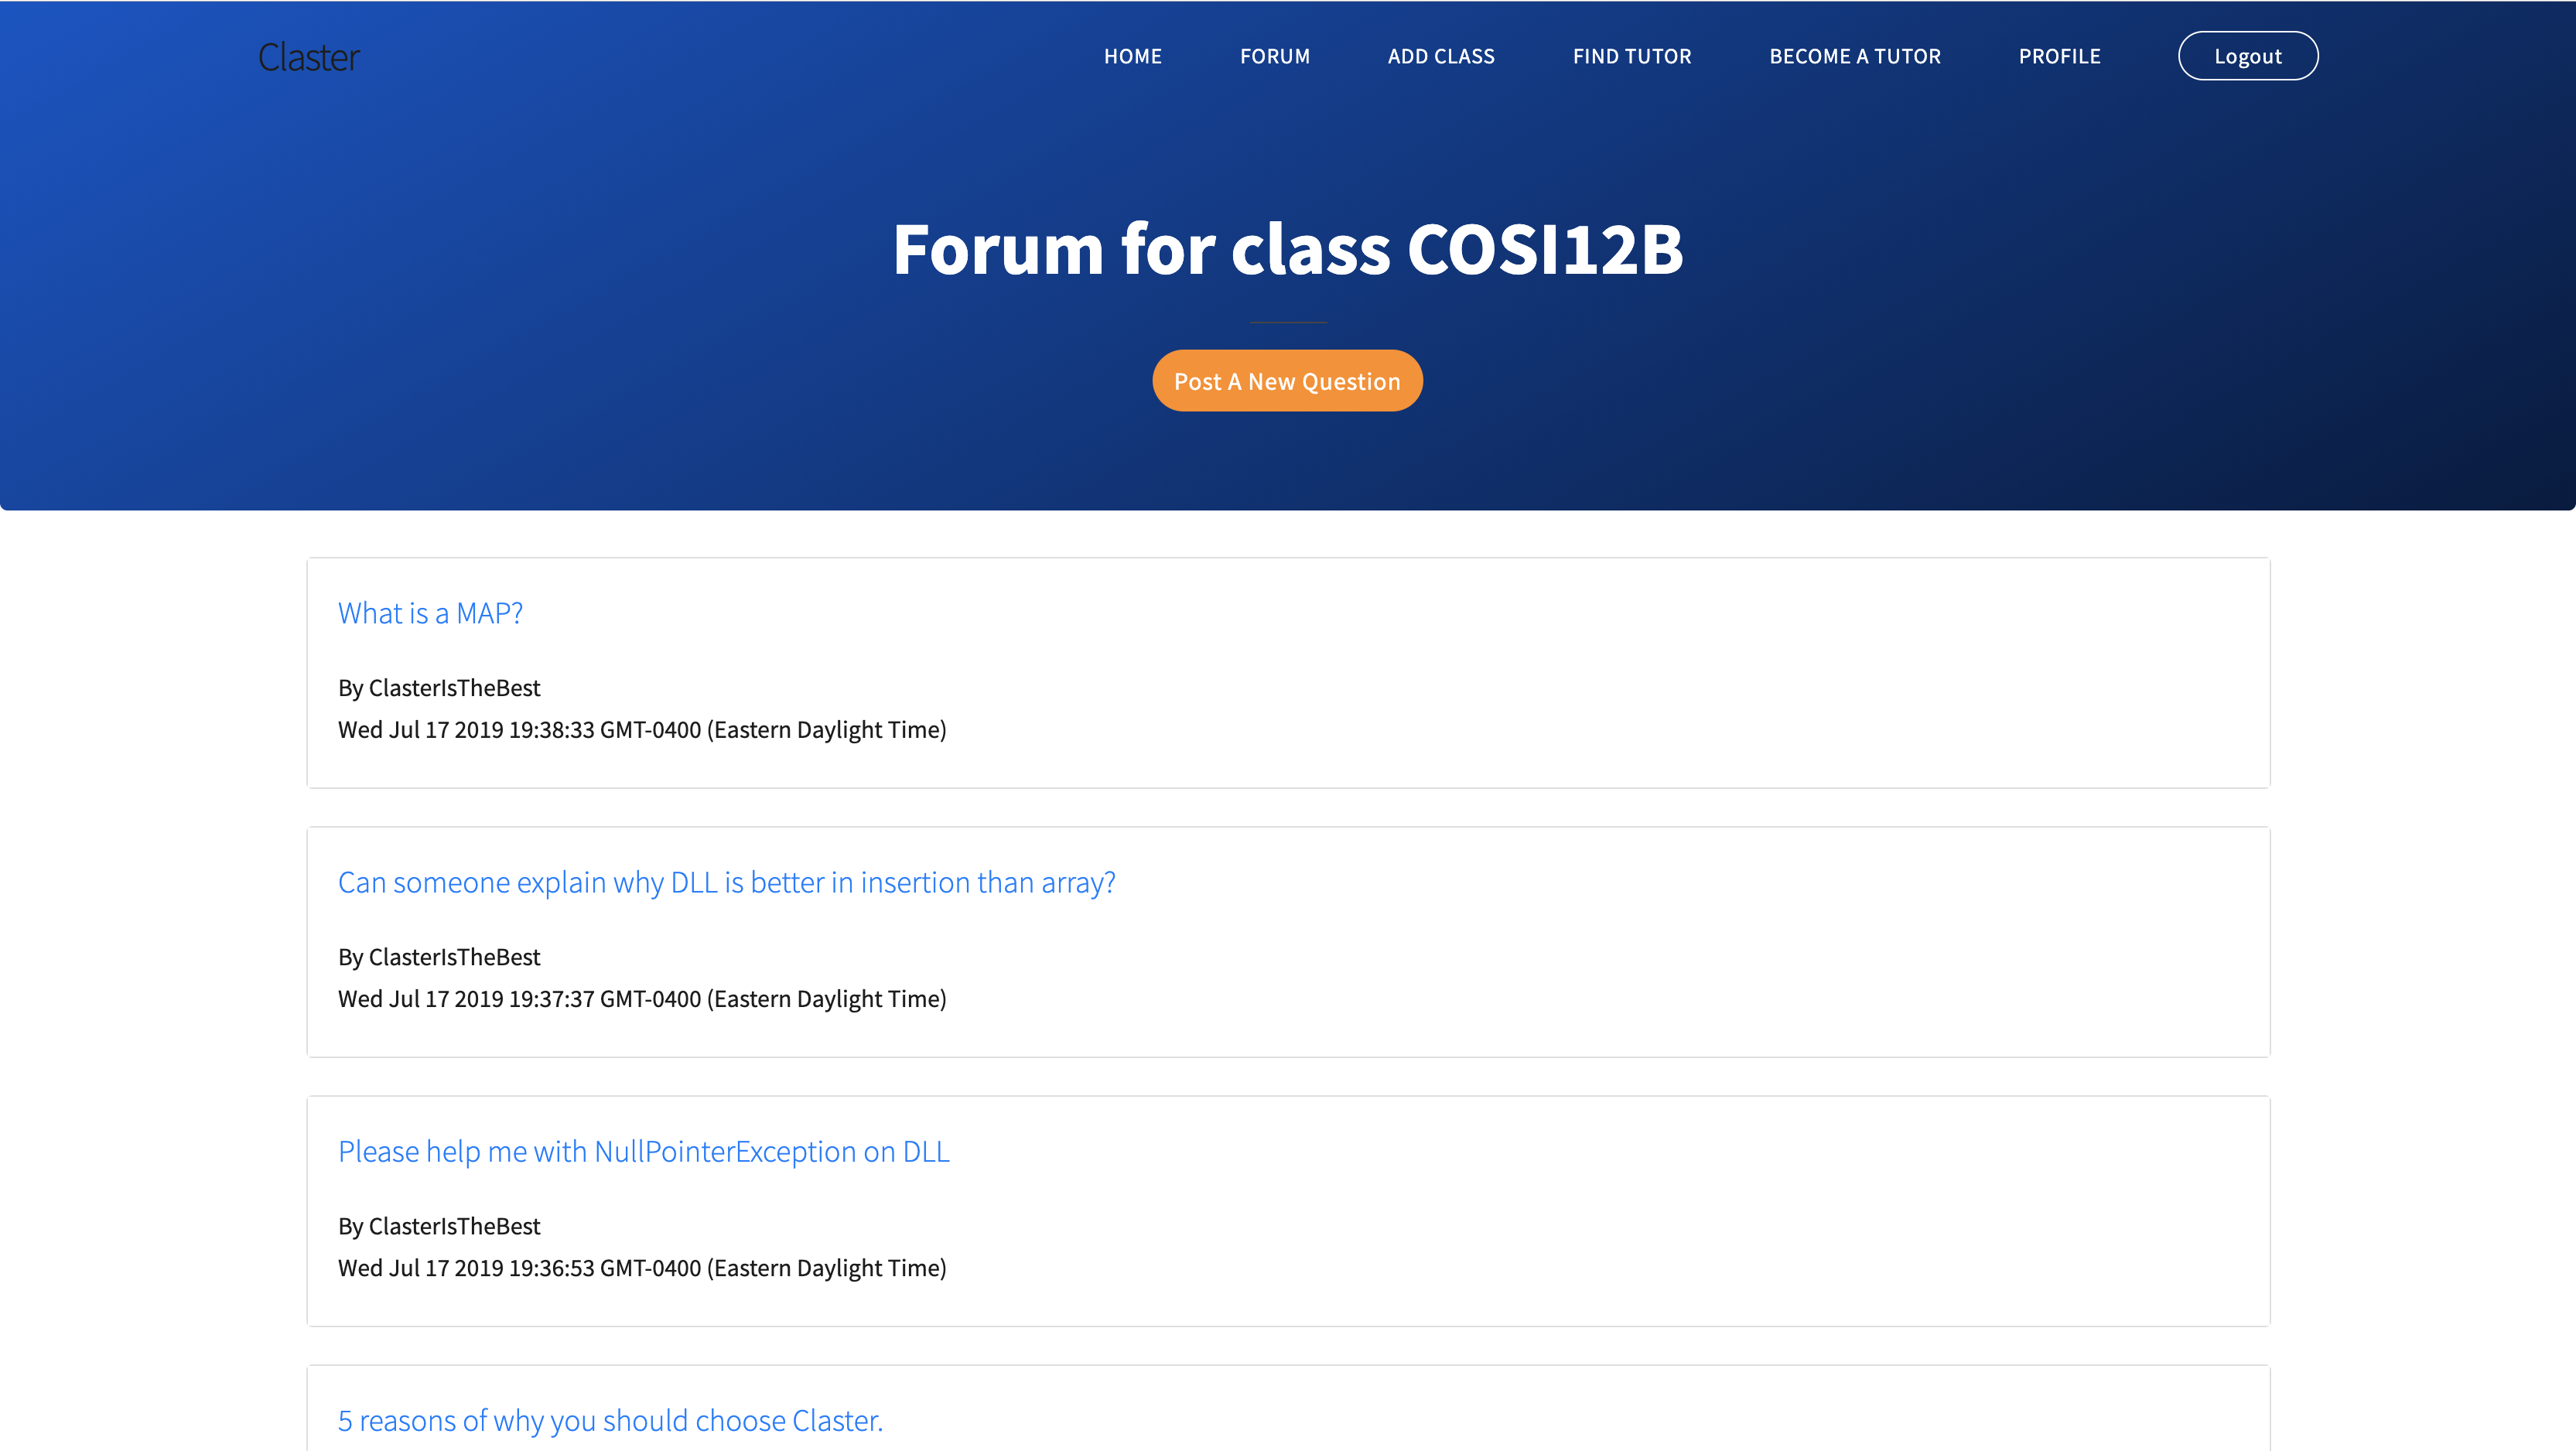 Claster
HOME FORUM ADD CLASS FIND TUTOR BECOME A TUTOR PROFILE Logout
Forum for class COSI12B
Post A New Question
What is a MAP?
By ClasterIsTheBest
Wed Jul 17 2019 19:38:33 GMT-0400 (Eastern Daylight Time)
Can someone explain why DLL is better in insertion than array?
By ClasterIsTheBest
Wed Jul 17 2019 19:37:37 GMT-0400 (Eastern Daylight Time)
Please help me with NullPointerException on DLL
By ClasterIsTheBest
Wed Jul 17 2019 19:36:53 GMT-0400 (Eastern Daylight Time)
5 reasons of why you should choose Claster.